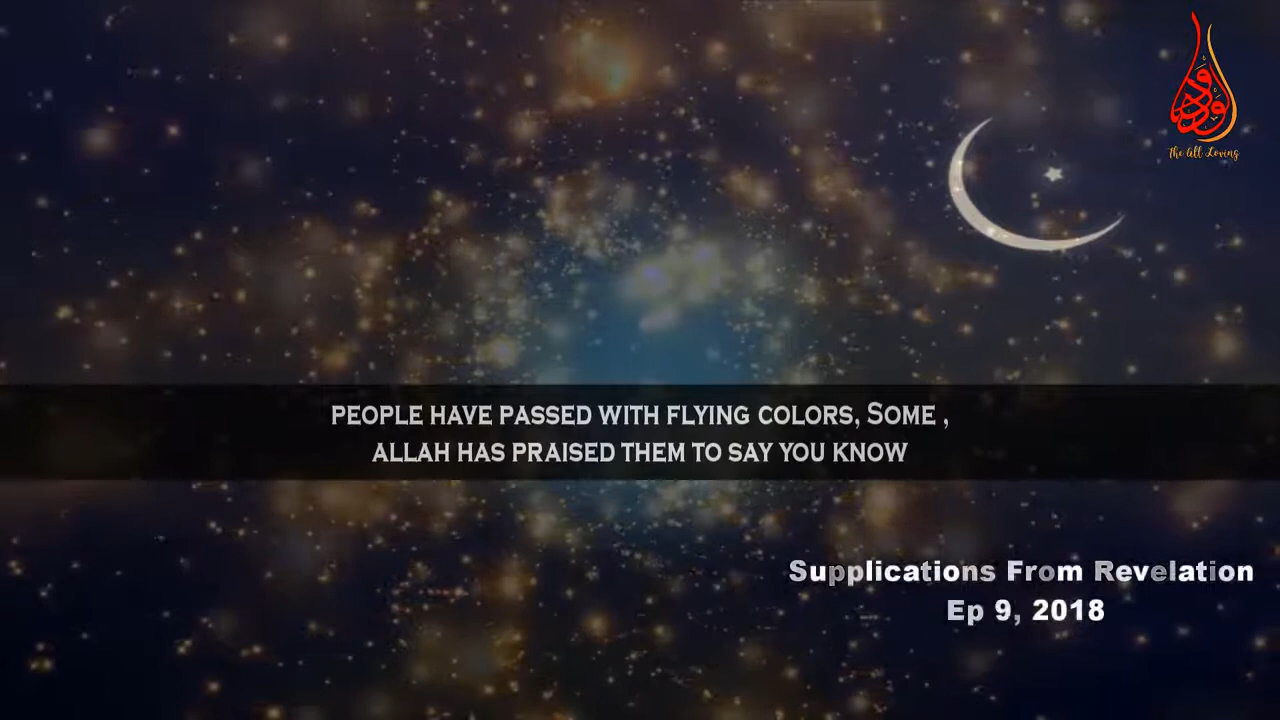 The All Loving
PEOPLE HAVE PASSED WITH FLYING COLORS, SOME ,
ALLAH HAS PRAISED THEM TO SAY YOU KNOW
Supplications From Revelation
Ep 9, 2018